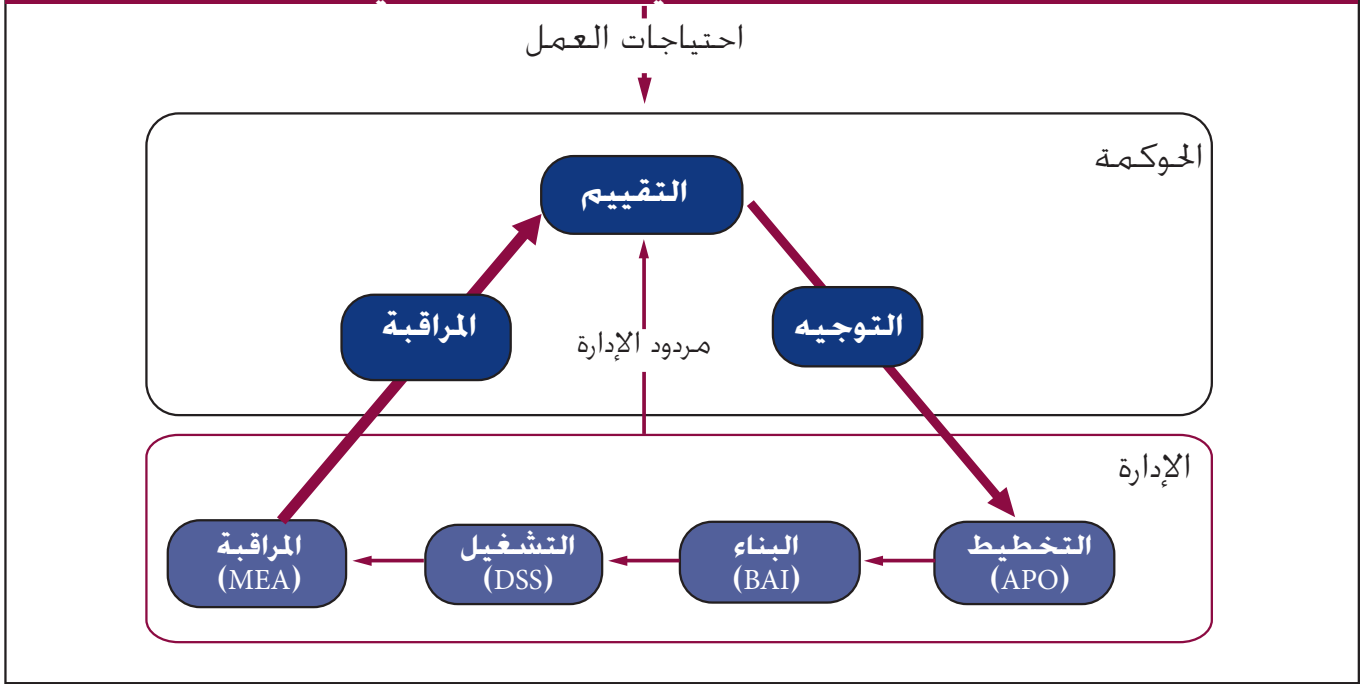 احتياجات العمل
الحوكمة
التقييم
التوجيه
المراقبة
مردود الإدارة
الإدارة
التخطيط
(APO)
البناء
(BAI)
التشغيل
(DSS)
المراقبة
(MEA)